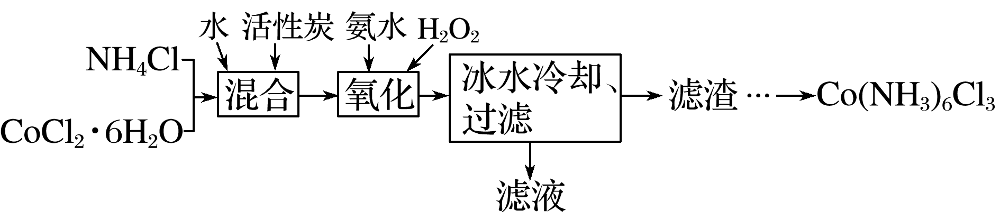 水 活性炭 氨水 H₂O₂
NH₄Cl
CoCl₂·6H₂O
混合
氧化
冰水冷却、
过滤
滤渣 … Co(NH₃)₆Cl₃
滤液